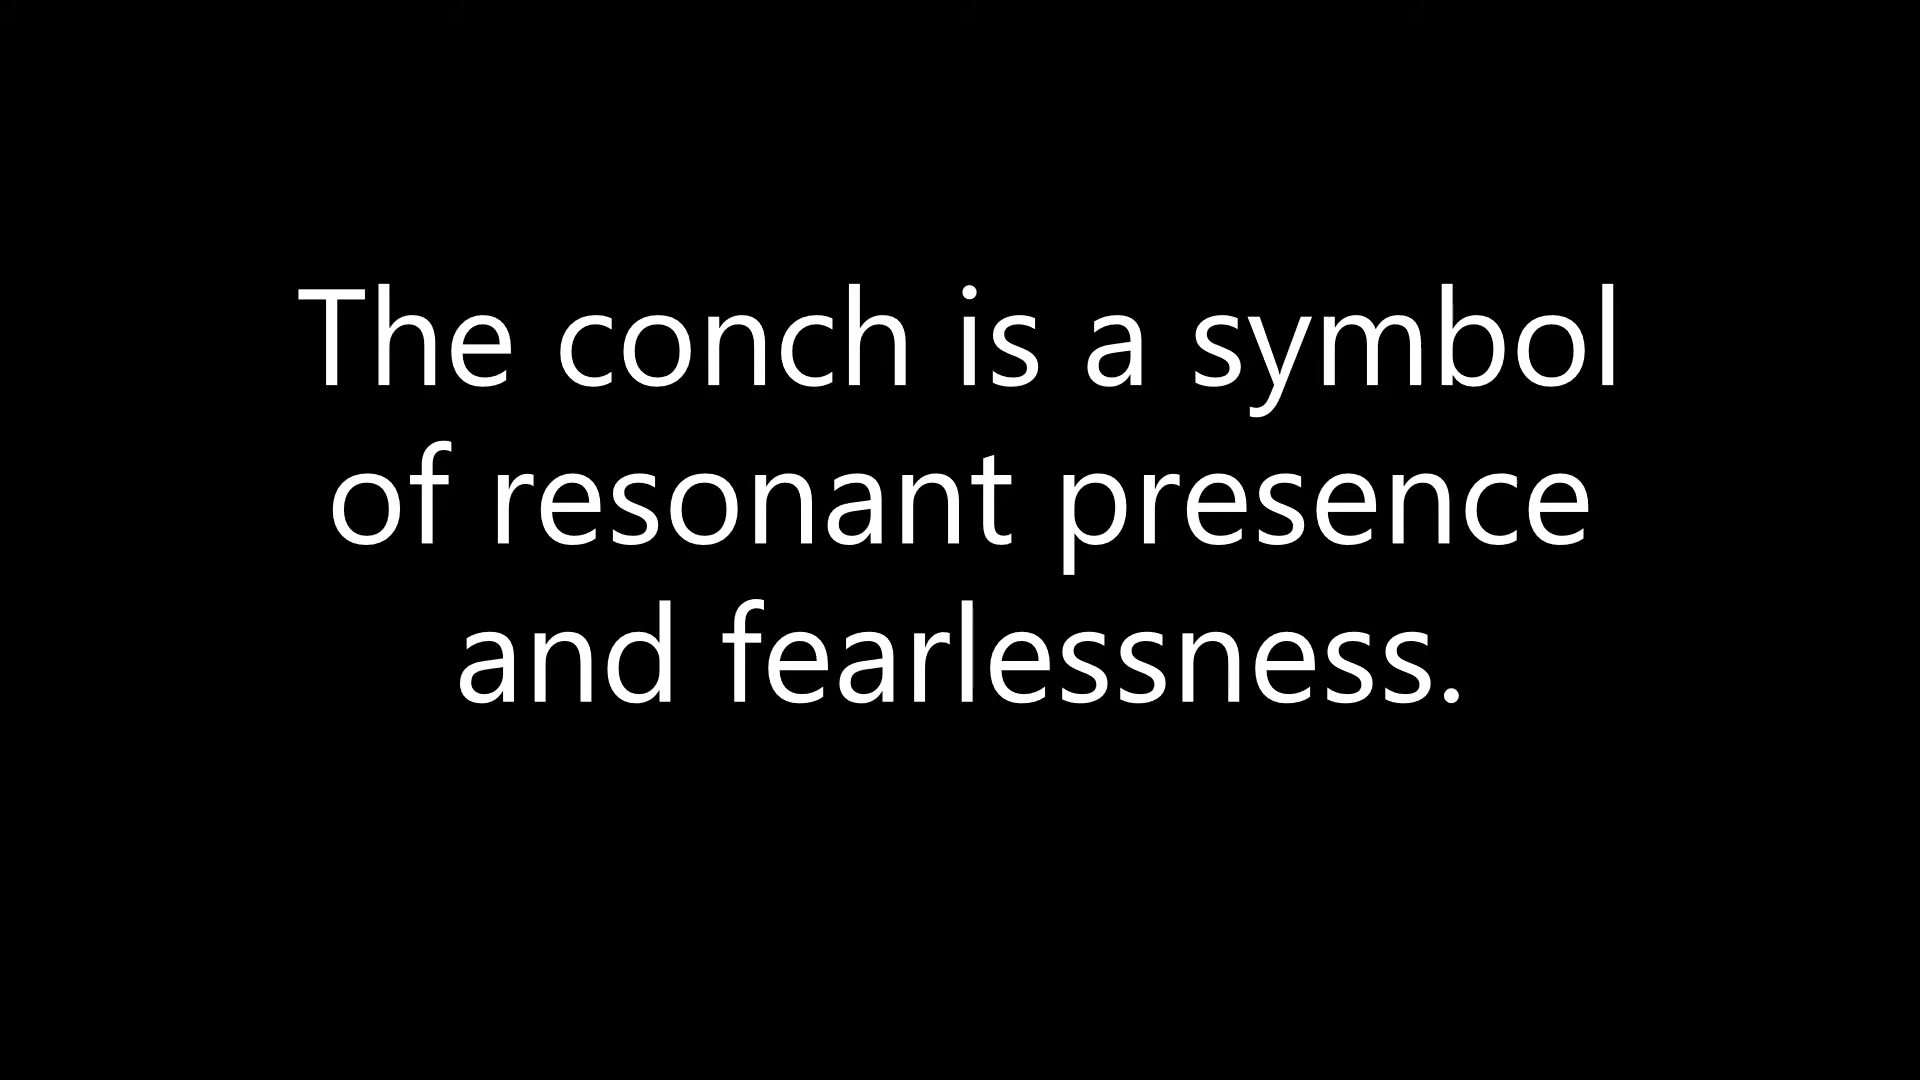 The conch is a symbol
of resonant presence
and fearlessness.